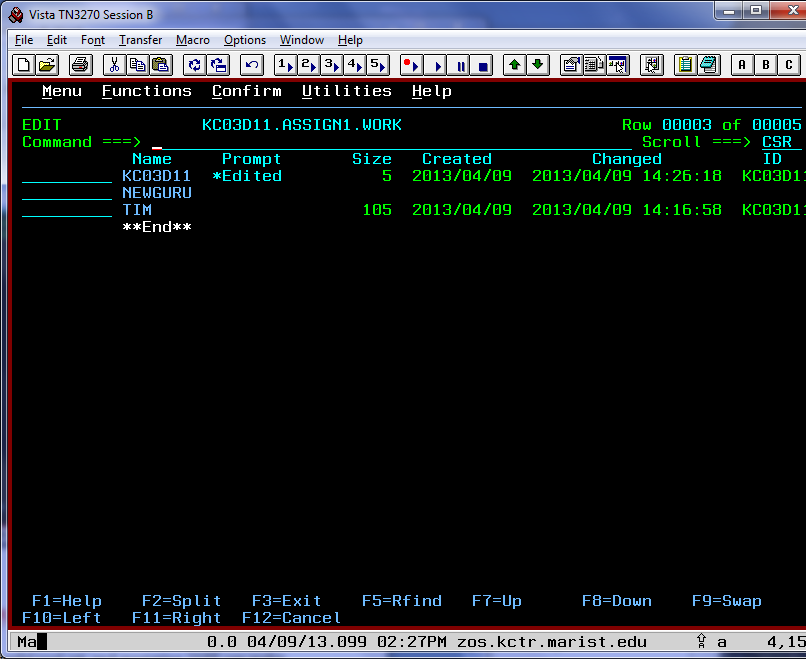 Vista TN3270 Session B
File Edit Font Transfer Macro Options Window Help
1 2 3 4 5 A B C
Menu Functions Confirm Utilities Help
EDIT KC03D11.ASSIGN1.WORK Row 00003 of 00005
Command ===> Scroll ===> CSR
Name Prompt Size Created Changed ID
KC03D11 *Edited 5 2013/04/09 2013/04/09 14:26:18 KC03D11
NEWGURU
TIM 105 2013/04/09 2013/04/09 14:16:58 KC03D11
**End**
F1=Help F2=Split F3=Exit F5=Rfind F7=Up F8=Down F9=Swap
F10=Left F11=Right F12=Cancel
Ma 0.0 04/09/13.099 02:27PM zos.kctr.marist.edu a 4,15